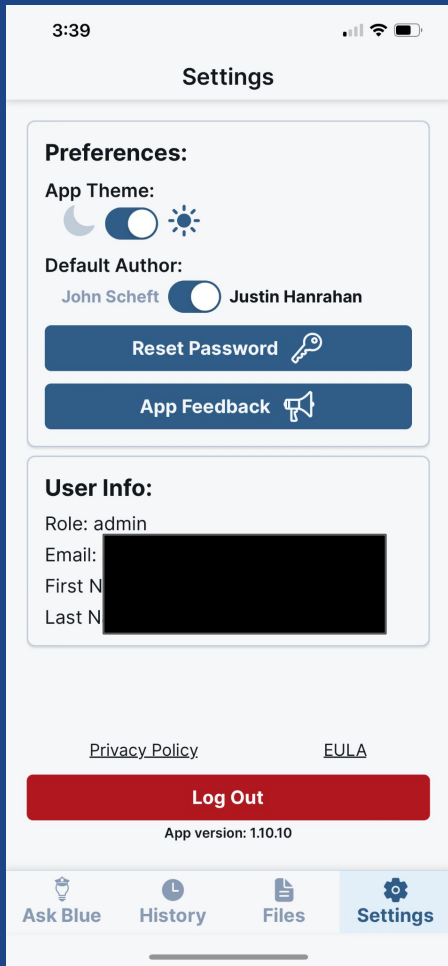 3:39
Settings
Preferences:
App Theme:
Default Author:
John Scheft Justin Hanrahan
Reset Password
App Feedback
User Info:
Role: admin
Email:
First N
Last N
Privacy Policy EULA
Log Out
App version: 1.10.10
Ask Blue History Files Settings